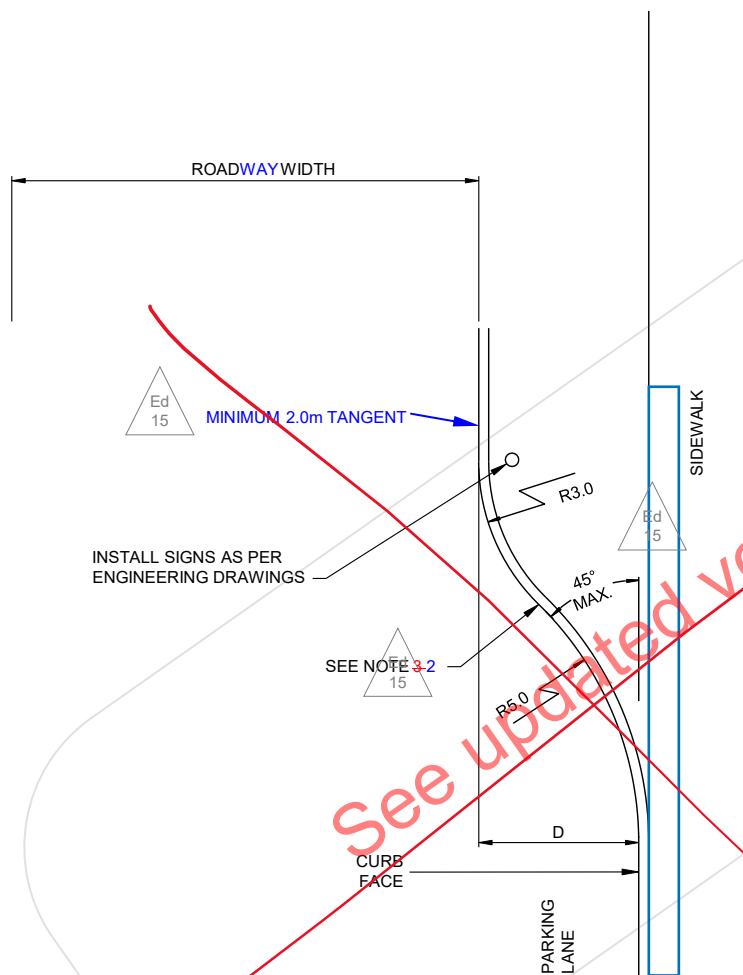 ROADWAY WIDTH
Ed
15
MINIMUM 2.0m TANGENT
SIDEWALK
R3.0
Ed
15
INSTALL SIGNS AS PER
ENGINEERING DRAWINGS
45°
MAX.
SEE NOTE 3 2
Ed
15
R5.0
See updated
D
CURB
FACE
PARKING
LANE